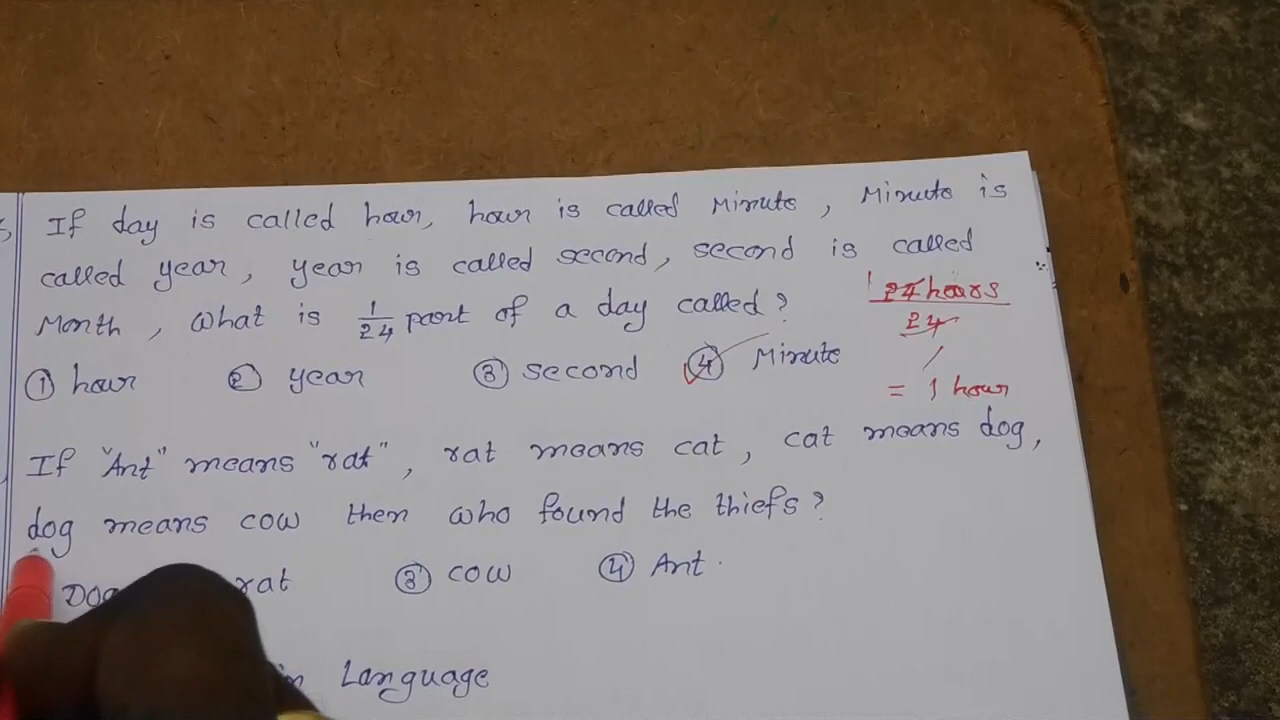 If day is called hour, hour is called Minute, Minute is
called year, year is called second, second is called
Month, what is 1/24 part of a day called?
24 hours
24
= 1 hour
① hour ② year ③ second ④ Minute
If "Ant" means "rat", rat means cat, cat means dog,
dog means cow then who found the thiefs?
rat ③ cow ④ Ant.
Language